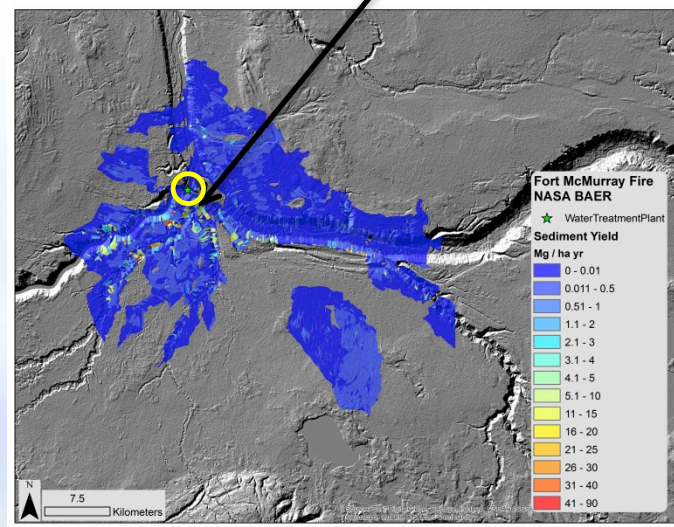 Fort McMurray Fire
NASA BAER
WaterTreatmentPlant
Sediment Yield
Mg / ha yr
0 - 0.01
0.011 - 0.5
0.51 - 1
1.1 - 2
2.1 - 3
3.1 - 4
4.1 - 5
5.1 - 10
11 - 15
16 - 20
21 - 25
26 - 30
31 - 40
41 - 90
N
7.5
Kilometers